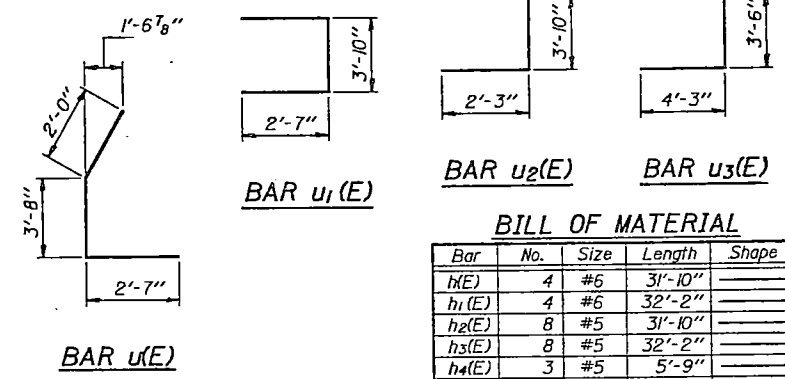 1'-6 7/8"
2'-0"
3'-8"
2'-7"
BAR u(E)
3'-10"
2'-7"
BAR u1(E)
3'-10"
2'-3"
BAR u2(E)
3'-6"
4'-3"
BAR u3(E)
BILL OF MATERIAL
Bar No. Size Length Shape
h(E) 4 #6 31'-10"
h1(E) 4 #6 32'-2"
h2(E) 8 #5 31'-10"
h3(E) 8 #5 32'-2"
h4(E) 3 #5 5'-9"